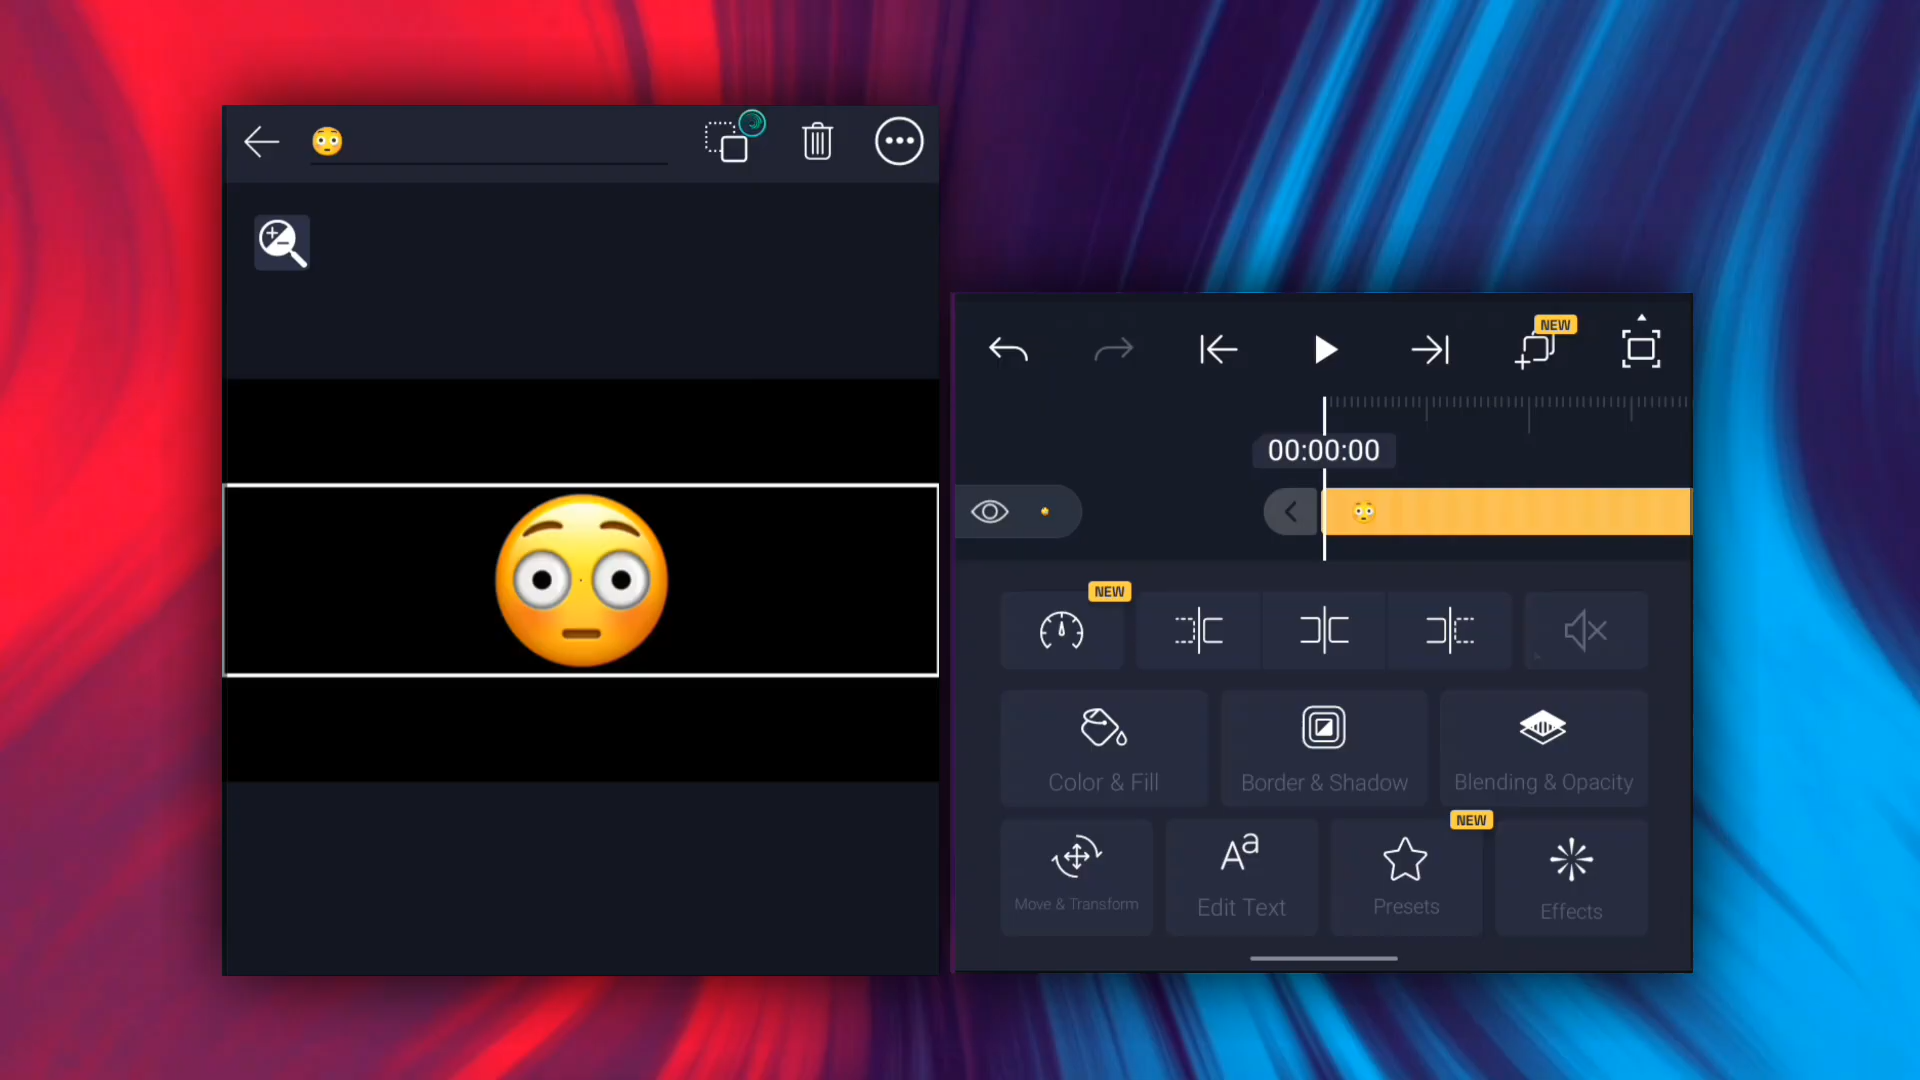 NEW
00:00:00
NEW
Color & Fill
Border & Shadow
Blending & Opacity
NEW
Move & Transform
Edit Text
Presets
Effects